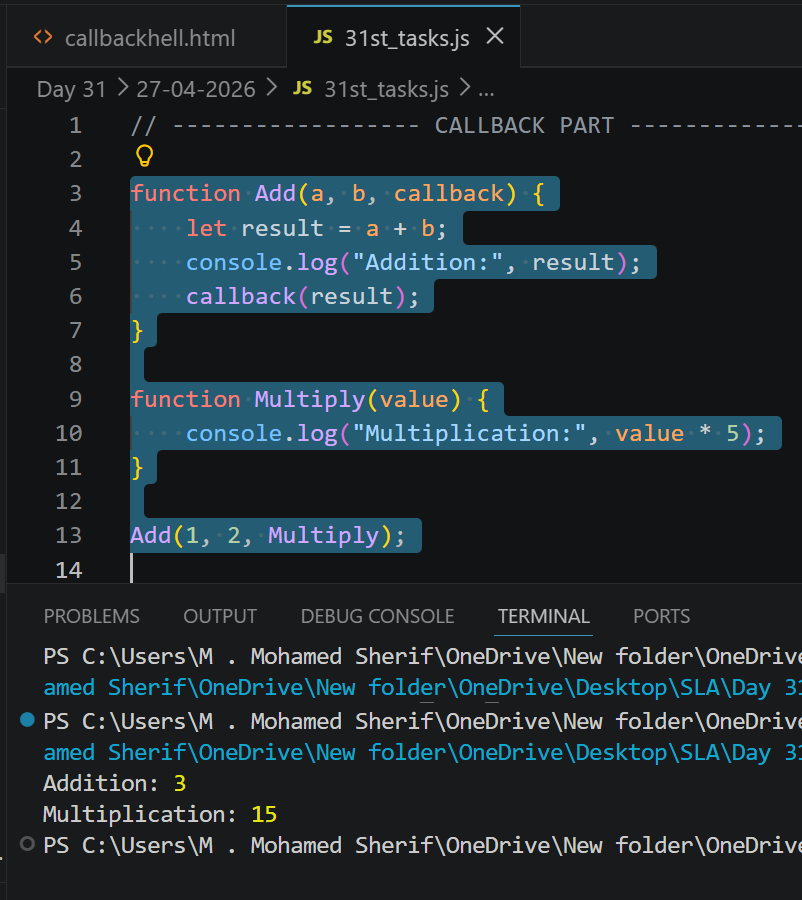 <> callbackhell.html
JS 31st_tasks.js ×
Day 31 > 27-04-2026 > JS 31st_tasks.js > ...
1 // ------------------ CALLBACK PART -------------
2
3 function Add(a, b, callback) {
4 let result = a + b;
5 console.log("Addition:", result);
6 callback(result);
7 }
8
9 function Multiply(value) {
10 console.log("Multiplication:", value * 5);
11 }
12
13 Add(1, 2, Multiply);
14
PROBLEMS OUTPUT DEBUG CONSOLE TERMINAL PORTS
PS C:\Users\M . Mohamed Sherif\OneDrive\New folder\OneDrive
amed Sherif\OneDrive\New folder\OneDrive\Desktop\SLA\Day 31
PS C:\Users\M . Mohamed Sherif\OneDrive\New folder\OneDrive
amed Sherif\OneDrive\New folder\OneDrive\Desktop\SLA\Day 31
Addition: 3
Multiplication: 15
PS C:\Users\M . Mohamed Sherif\OneDrive\New folder\OneDrive